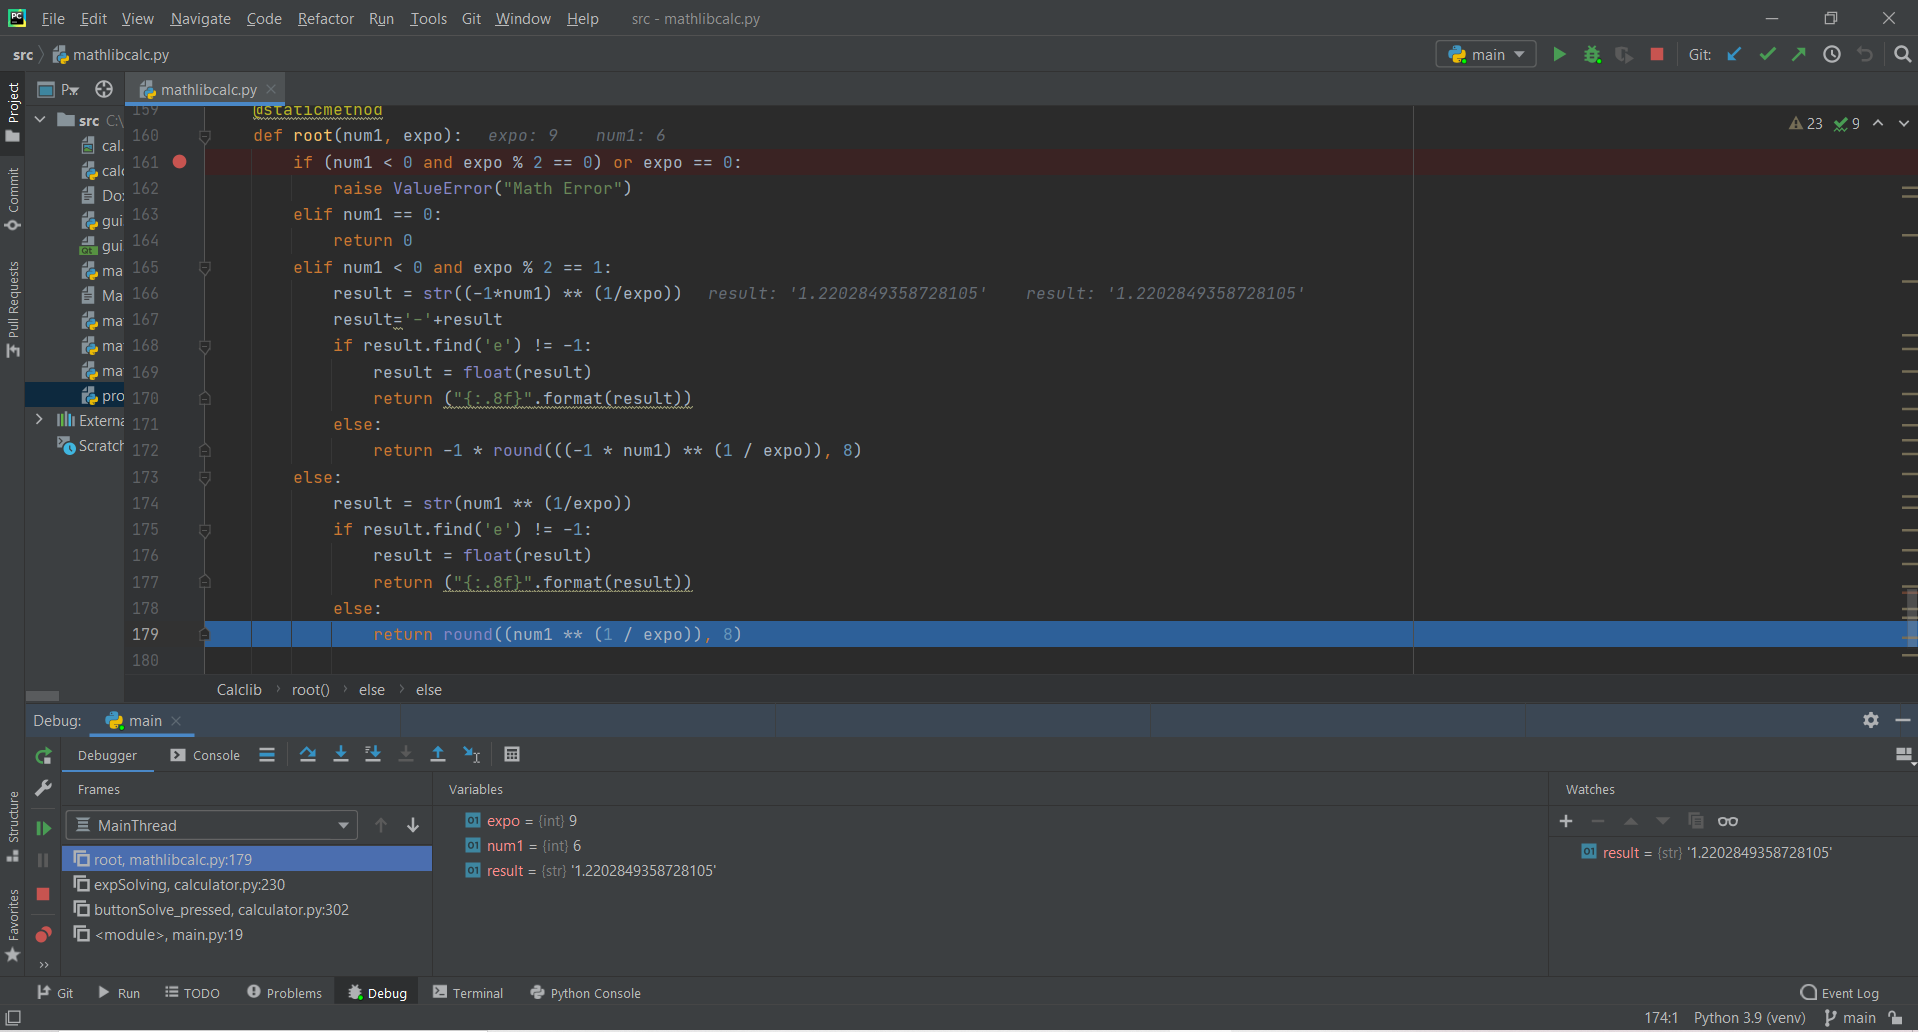 File Edit View Navigate Code Refactor Run Tools Git Window Help src - mathlibcalc.py
src mathlibcalc.py main Git:
P mathlibcalc.py
Project
Commit
Pull Requests
Structure
Favorites
src C:\
cal.
calc
Do
gui
gui
ma
Ma
ma
ma
ma
pro
Externa
Scratch
23 9
159 @staticmethod
160 def root(num1, expo): expo: 9 num1: 6
161 if (num1 < 0 and expo % 2 == 0) or expo == 0:
162 raise ValueError("Math Error")
163 elif num1 == 0:
164 return 0
165 elif num1 < 0 and expo % 2 == 1:
166 result = str((-1*num1) ** (1/expo)) result: '1.2202849358728105' result: '1.2202849358728105'
167 result='-'+result
168 if result.find('e') != -1:
169 result = float(result)
170 return ("{:.8f}".format(result))
171 else:
172 return -1 * round(((-1 * num1) ** (1 / expo)), 8)
173 else:
174 result = str(num1 ** (1/expo))
175 if result.find('e') != -1:
176 result = float(result)
177 return ("{:.8f}".format(result))
178 else:
179 return round((num1 ** (1 / expo)), 8)
180
Calclib root() else else
Debug: main
Debugger Console
Frames
MainThread
root, mathlibcalc.py:179
expSolving, calculator.py:230
buttonSolve_pressed, calculator.py:302
<module>, main.py:19
Variables
expo = {int} 9
num1 = {int} 6
result = {str} '1.2202849358728105'
Watches
result = {str} '1.2202849358728105'
Git Run TODO Problems Debug Terminal Python Console Event Log
174:1 Python 3.9 (venv) main